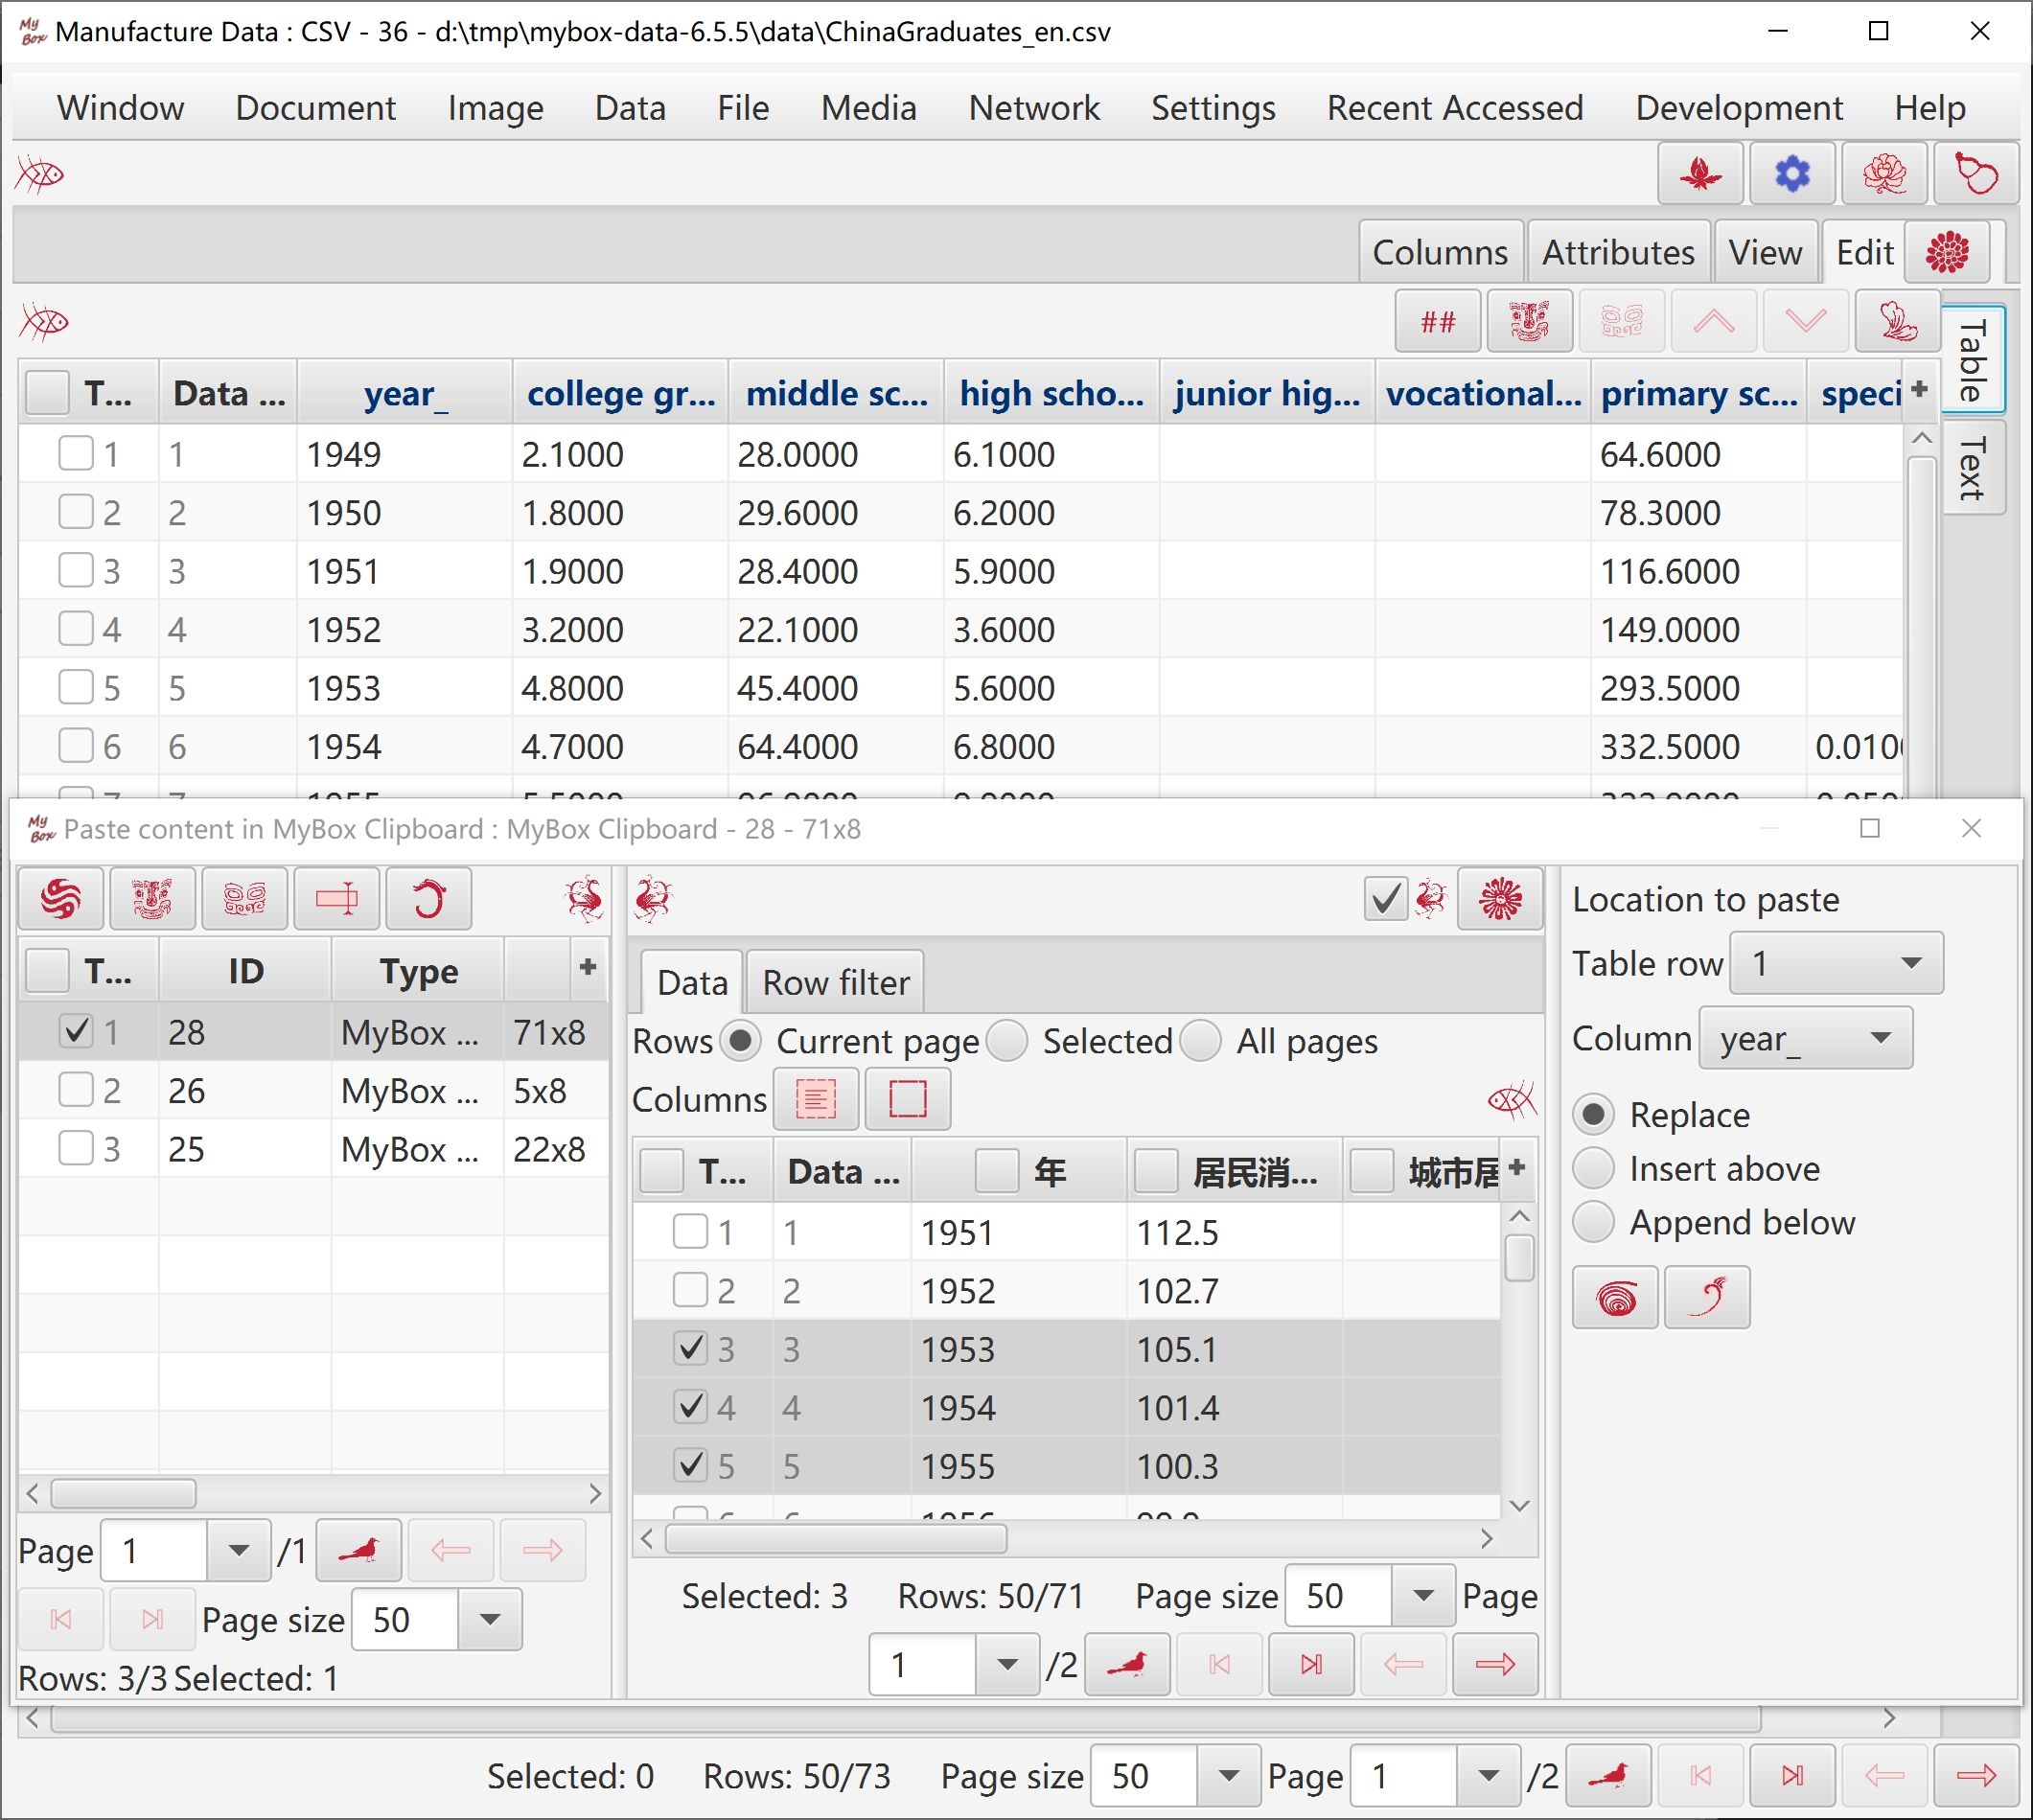 My Box Manufacture Data : CSV - 36 - d:\tmp\mybox-data-6.5.5\data\ChinaGraduates_en.csv
Window Document Image Data File Media Network Settings Recent Accessed Development Help
Columns Attributes View Edit
##
Table
Text
T... Data ... year_ college gr... middle sc... high scho... junior hig... vocational... primary sc... speci +
1 1 1949 2.1000 28.0000 6.1000 64.6000
2 2 1950 1.8000 29.6000 6.2000 78.3000
3 3 1951 1.9000 28.4000 5.9000 116.6000
4 4 1952 3.2000 22.1000 3.6000 149.0000
5 5 1953 4.8000 45.4000 5.6000 293.5000
6 6 1954 4.7000 64.4000 6.8000 332.5000 0.010
My Box Paste content in MyBox Clipboard : MyBox Clipboard - 28 - 71x8
T... ID Type +
1 28 MyBox ... 71x8
2 26 MyBox ... 5x8
3 25 MyBox ... 22x8
Page 1 /1
Page size 50
Rows: 3/3 Selected: 1
Data Row filter
Rows Current page Selected All pages
Columns
T... Data ... 年 居民消... 城市居 +
1 1 1951 112.5
2 2 1952 102.7
3 3 1953 105.1
4 4 1954 101.4
5 5 1955 100.3
Selected: 3 Rows: 50/71 Page size 50 Page
1 /2
Location to paste
Table row 1
Column year_
Replace
Insert above
Append below
Selected: 0 Rows: 50/73 Page size 50 Page 1 /2